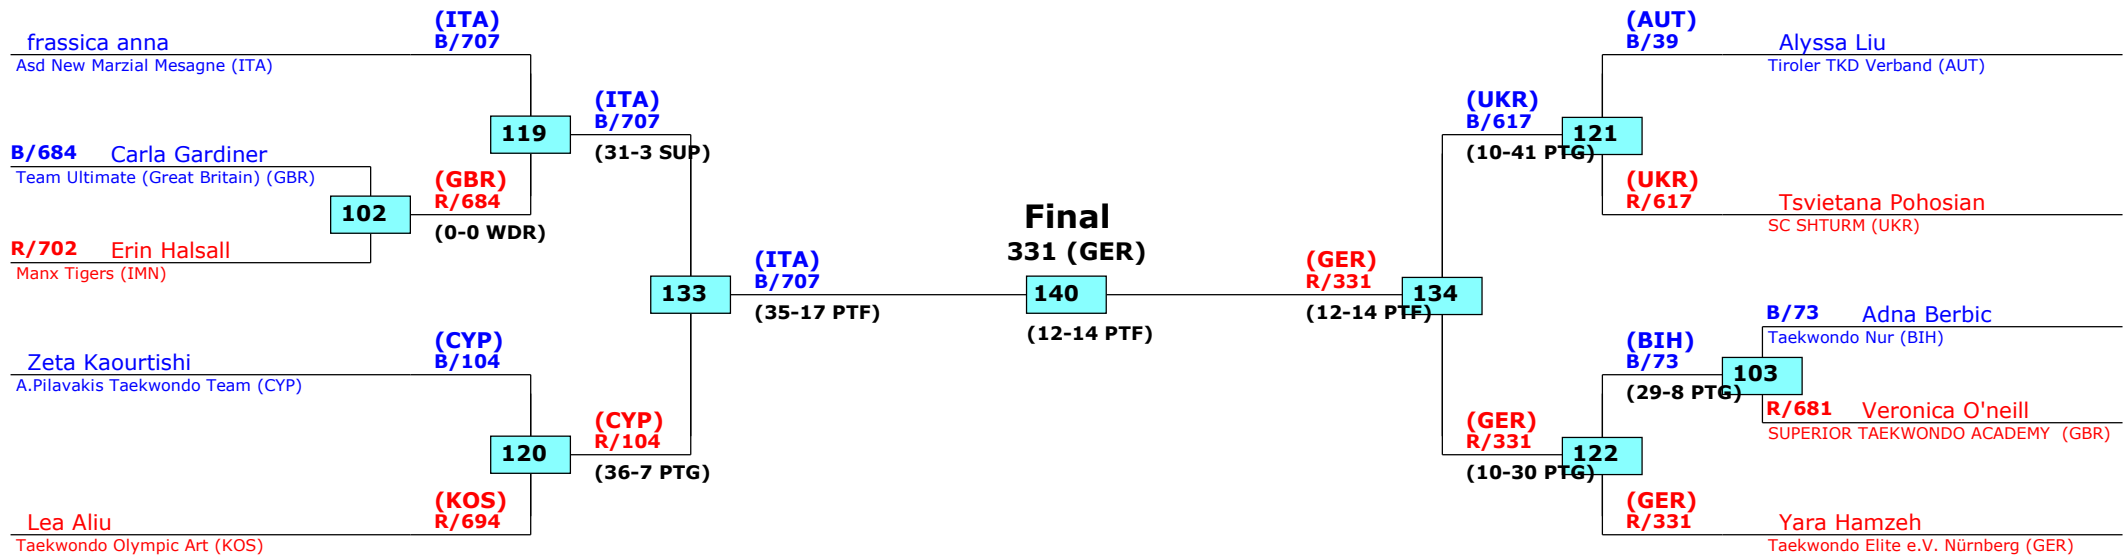 (ITA)
B/707
frassica anna
Asd New Marzial Mesagne (ITA)
119
(ITA)
B/707
(31-3 SUP)
B/684 Carla Gardiner
Team Ultimate (Great Britain) (GBR)
102
(GBR)
R/684
(0-0 WDR)
R/702 Erin Halsall
Manx Tigers (IMN)
133
(ITA)
B/707
(35-17 PTF)
(CYP)
B/104
Zeta Kaourtishi
A.Pilavakis Taekwondo Team (CYP)
120
(CYP)
R/104
(36-7 PTG)
(KOS)
R/694
Lea Aliu
Taekwondo Olympic Art (KOS)
Final
331 (GER)
140
(12-14 PTF)
(GER)
R/331
(12-14 PTF)
134
(UKR)
B/617
(10-41 PTG)
121
(AUT)
B/39
Alyssa Liu
Tiroler TKD Verband (AUT)
(UKR)
R/617
Tsvietana Pohosian
SC SHTURM (UKR)
(GER)
R/331
(10-30 PTG)
122
(BIH)
B/73
(29-8 PTG)
103
B/73 Adna Berbic
Taekwondo Nur (BIH)
R/681 Veronica O'neill
SUPERIOR TAEKWONDO ACADEMY (GBR)
(GER)
R/331
Yara Hamzeh
Taekwondo Elite e.V. Nürnberg (GER)